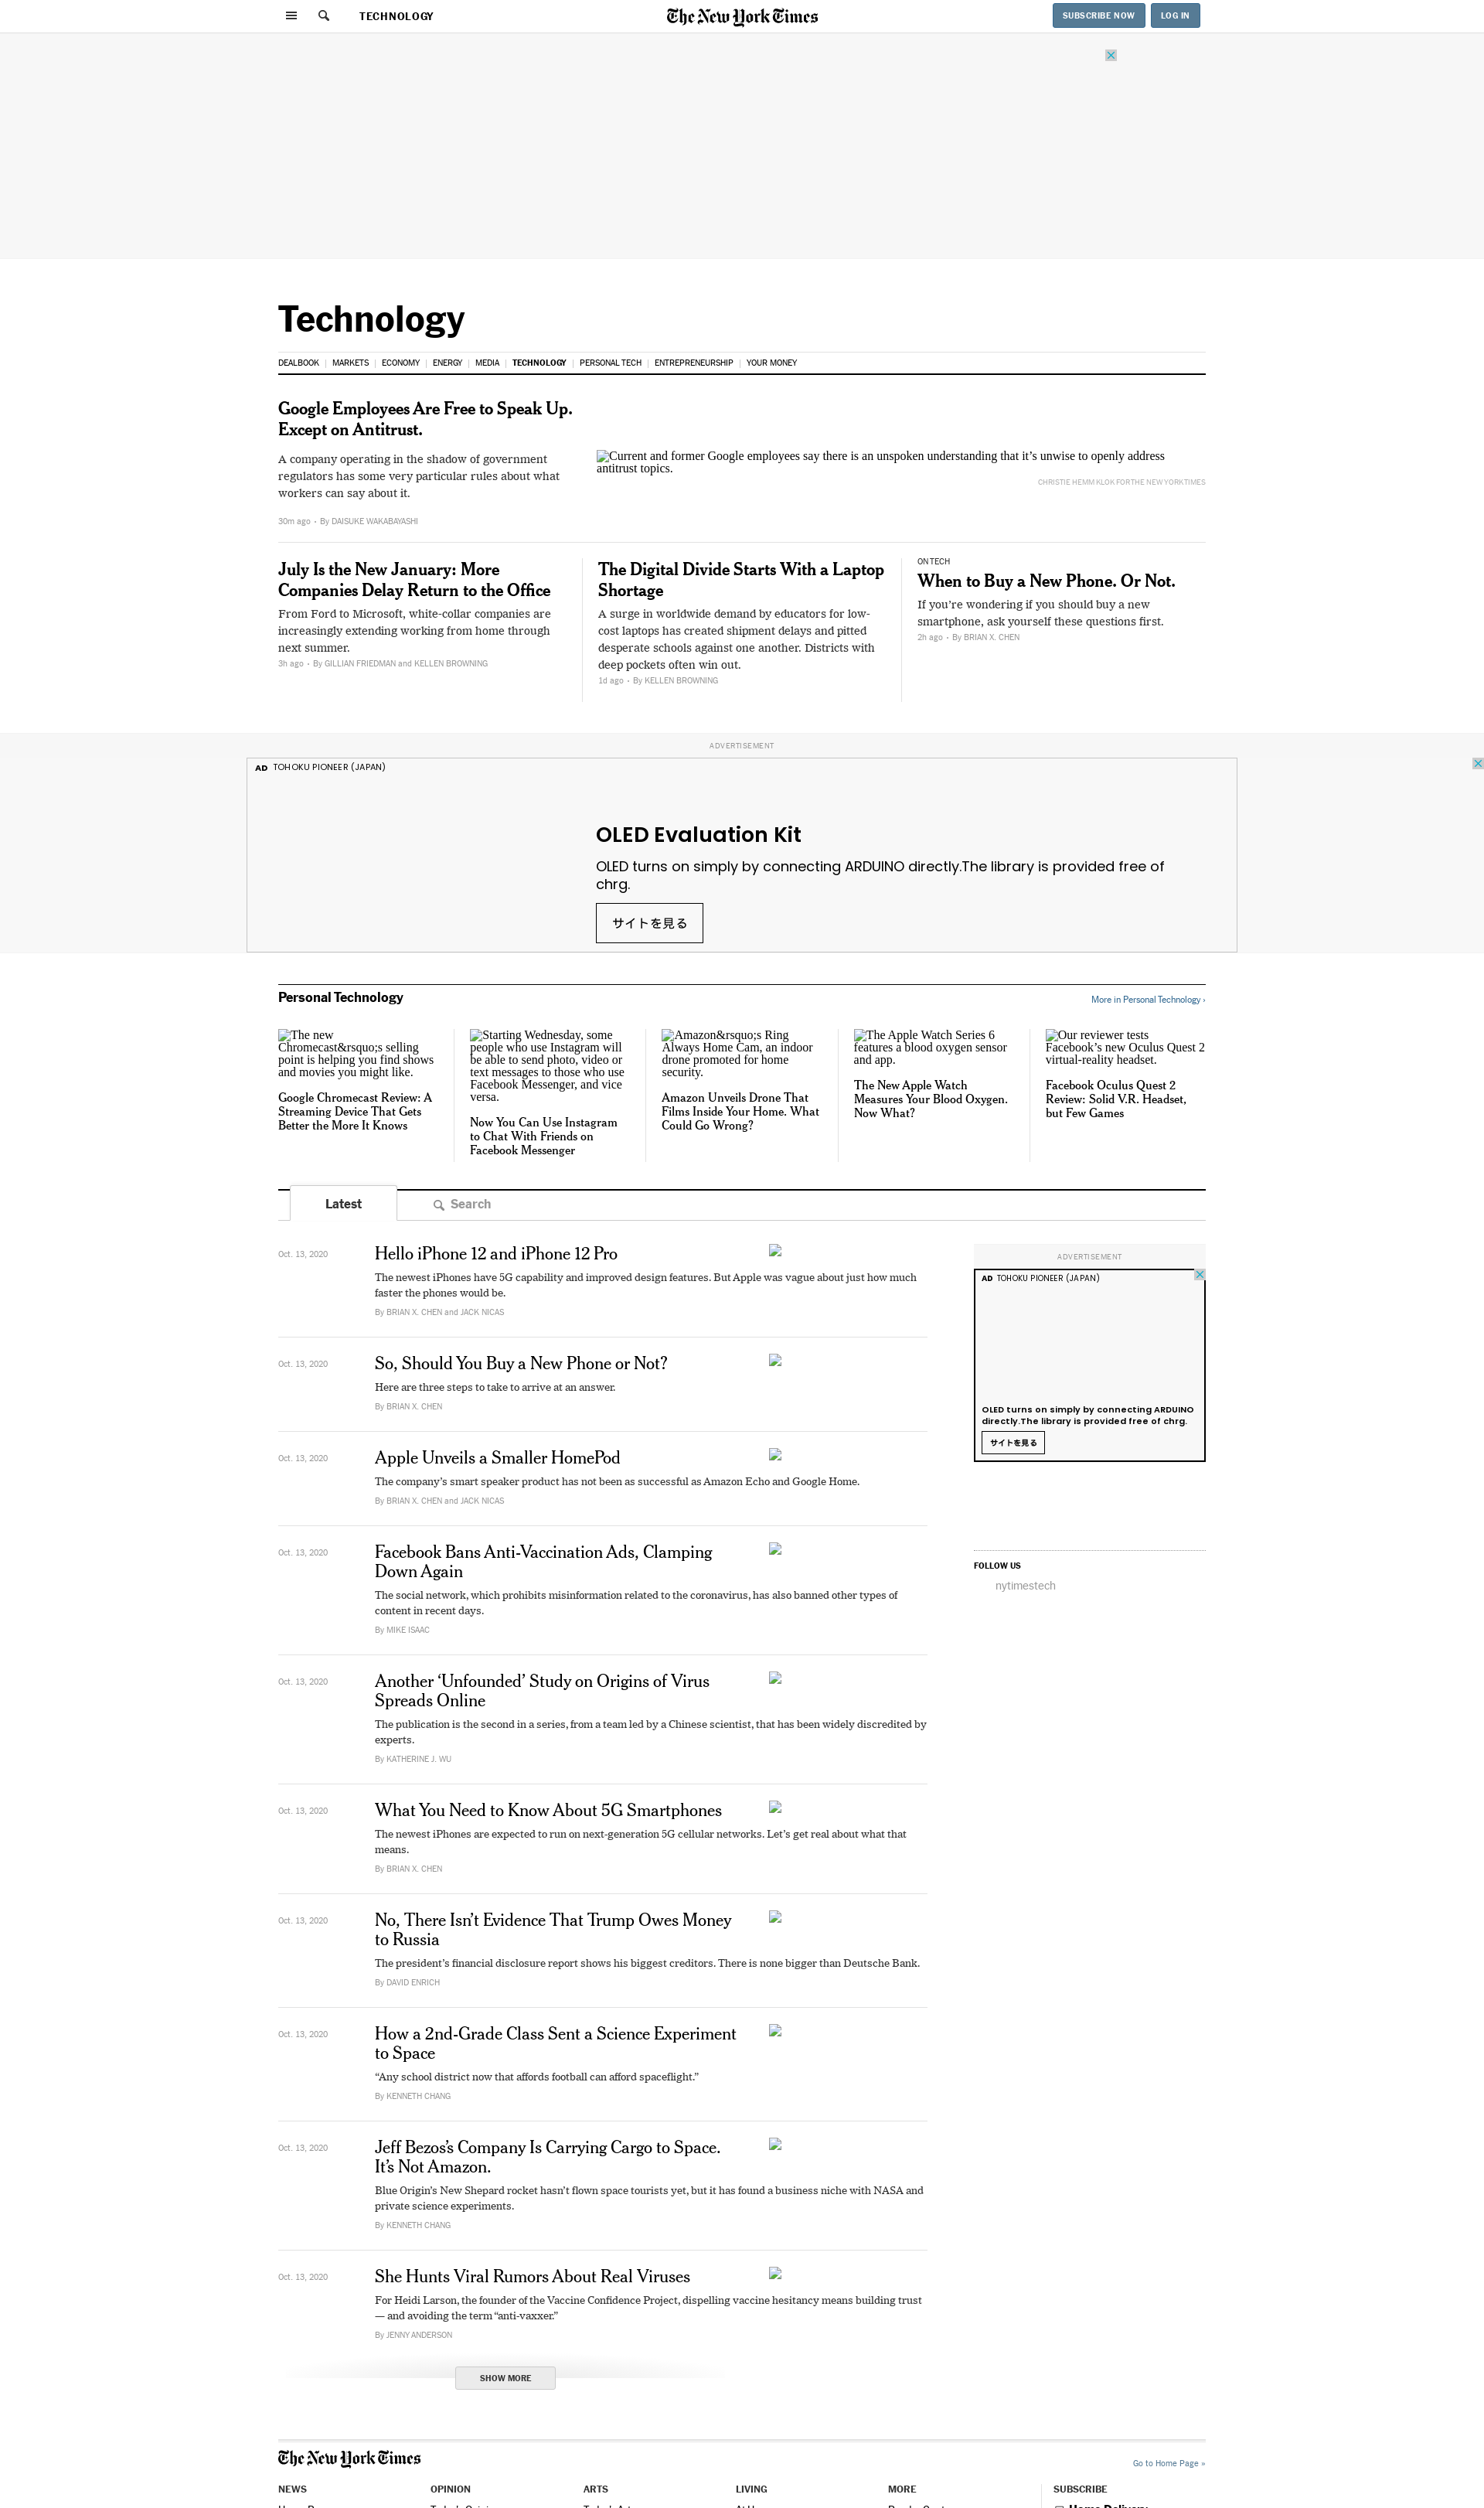 TECHNOLOGY
The New York Times
SUBSCRIBE NOW
LOG IN
Technology
DEALBOOK | MARKETS | ECONOMY | ENERGY | MEDIA | TECHNOLOGY | PERSONAL TECH | ENTREPRENEURSHIP | YOUR MONEY
Google Employees Are Free to Speak Up.
Except on Antitrust.
A company operating in the shadow of government
regulators has some very particular rules about what
workers can say about it.
30m ago • By DAISUKE WAKABAYASHI
Current and former Google employees say there is an unspoken understanding that it’s unwise to openly address
antitrust topics.
CHRISTIE HEMM KLOK FOR THE NEW YORK TIMES
July Is the New January: More
Companies Delay Return to the Office
From Ford to Microsoft, white-collar companies are
increasingly extending working from home through
next summer.
3h ago • By GILLIAN FRIEDMAN and KELLEN BROWNING
The Digital Divide Starts With a Laptop
Shortage
A surge in worldwide demand by educators for low-
cost laptops has created shipment delays and pitted
desperate schools against one another. Districts with
deep pockets often win out.
1d ago • By KELLEN BROWNING
ON TECH
When to Buy a New Phone. Or Not.
If you’re wondering if you should buy a new
smartphone, ask yourself these questions first.
2h ago • By BRIAN X. CHEN
ADVERTISEMENT
AD TOHOKU PIONEER (JAPAN)
OLED Evaluation Kit
OLED turns on simply by connecting ARDUINO directly.The library is provided free of
chrg.
サイトを見る
Personal Technology
More in Personal Technology ›
The new
Chromecast&rsquo;s selling
point is helping you find shows
and movies you might like.
Google Chromecast Review: A
Streaming Device That Gets
Better the More It Knows
Starting Wednesday, some
people who use Instagram will
be able to send photo, video or
text messages to those who use
Facebook Messenger, and vice
versa.
Now You Can Use Instagram
to Chat With Friends on
Facebook Messenger
Amazon&rsquo;s Ring
Always Home Cam, an indoor
drone promoted for home
security.
Amazon Unveils Drone That
Films Inside Your Home. What
Could Go Wrong?
The Apple Watch Series 6
features a blood oxygen sensor
and app.
The New Apple Watch
Measures Your Blood Oxygen.
Now What?
Our reviewer tests
Facebook’s new Oculus Quest 2
virtual-reality headset.
Facebook Oculus Quest 2
Review: Solid V.R. Headset,
but Few Games
Latest
Search
Oct. 13, 2020
Hello iPhone 12 and iPhone 12 Pro
The newest iPhones have 5G capability and improved design features. But Apple was vague about just how much
faster the phones would be.
By BRIAN X. CHEN and JACK NICAS
Oct. 13, 2020
So, Should You Buy a New Phone or Not?
Here are three steps to take to arrive at an answer.
By BRIAN X. CHEN
Oct. 13, 2020
Apple Unveils a Smaller HomePod
The company’s smart speaker product has not been as successful as Amazon Echo and Google Home.
By BRIAN X. CHEN and JACK NICAS
Oct. 13, 2020
Facebook Bans Anti-Vaccination Ads, Clamping
Down Again
The social network, which prohibits misinformation related to the coronavirus, has also banned other types of
content in recent days.
By MIKE ISAAC
Oct. 13, 2020
Another ‘Unfounded’ Study on Origins of Virus
Spreads Online
The publication is the second in a series, from a team led by a Chinese scientist, that has been widely discredited by
experts.
By KATHERINE J. WU
Oct. 13, 2020
What You Need to Know About 5G Smartphones
The newest iPhones are expected to run on next-generation 5G cellular networks. Let’s get real about what that
means.
By BRIAN X. CHEN
Oct. 13, 2020
No, There Isn’t Evidence That Trump Owes Money
to Russia
The president’s financial disclosure report shows his biggest creditors. There is none bigger than Deutsche Bank.
By DAVID ENRICH
Oct. 13, 2020
How a 2nd-Grade Class Sent a Science Experiment
to Space
“Any school district now that affords football can afford spaceflight.”
By KENNETH CHANG
Oct. 13, 2020
Jeff Bezos’s Company Is Carrying Cargo to Space.
It’s Not Amazon.
Blue Origin’s New Shepard rocket hasn’t flown space tourists yet, but it has found a business niche with NASA and
private science experiments.
By KENNETH CHANG
Oct. 13, 2020
She Hunts Viral Rumors About Real Viruses
For Heidi Larson, the founder of the Vaccine Confidence Project, dispelling vaccine hesitancy means building trust
— and avoiding the term “anti-vaxxer.”
By JENNY ANDERSON
SHOW MORE
ADVERTISEMENT
AD TOHOKU PIONEER (JAPAN)
OLED turns on simply by connecting ARDUINO
directly.The library is provided free of chrg.
サイトを見る
FOLLOW US
nytimestech
The New York Times
Go to Home Page »
NEWS
OPINION
ARTS
LIVING
MORE
SUBSCRIBE